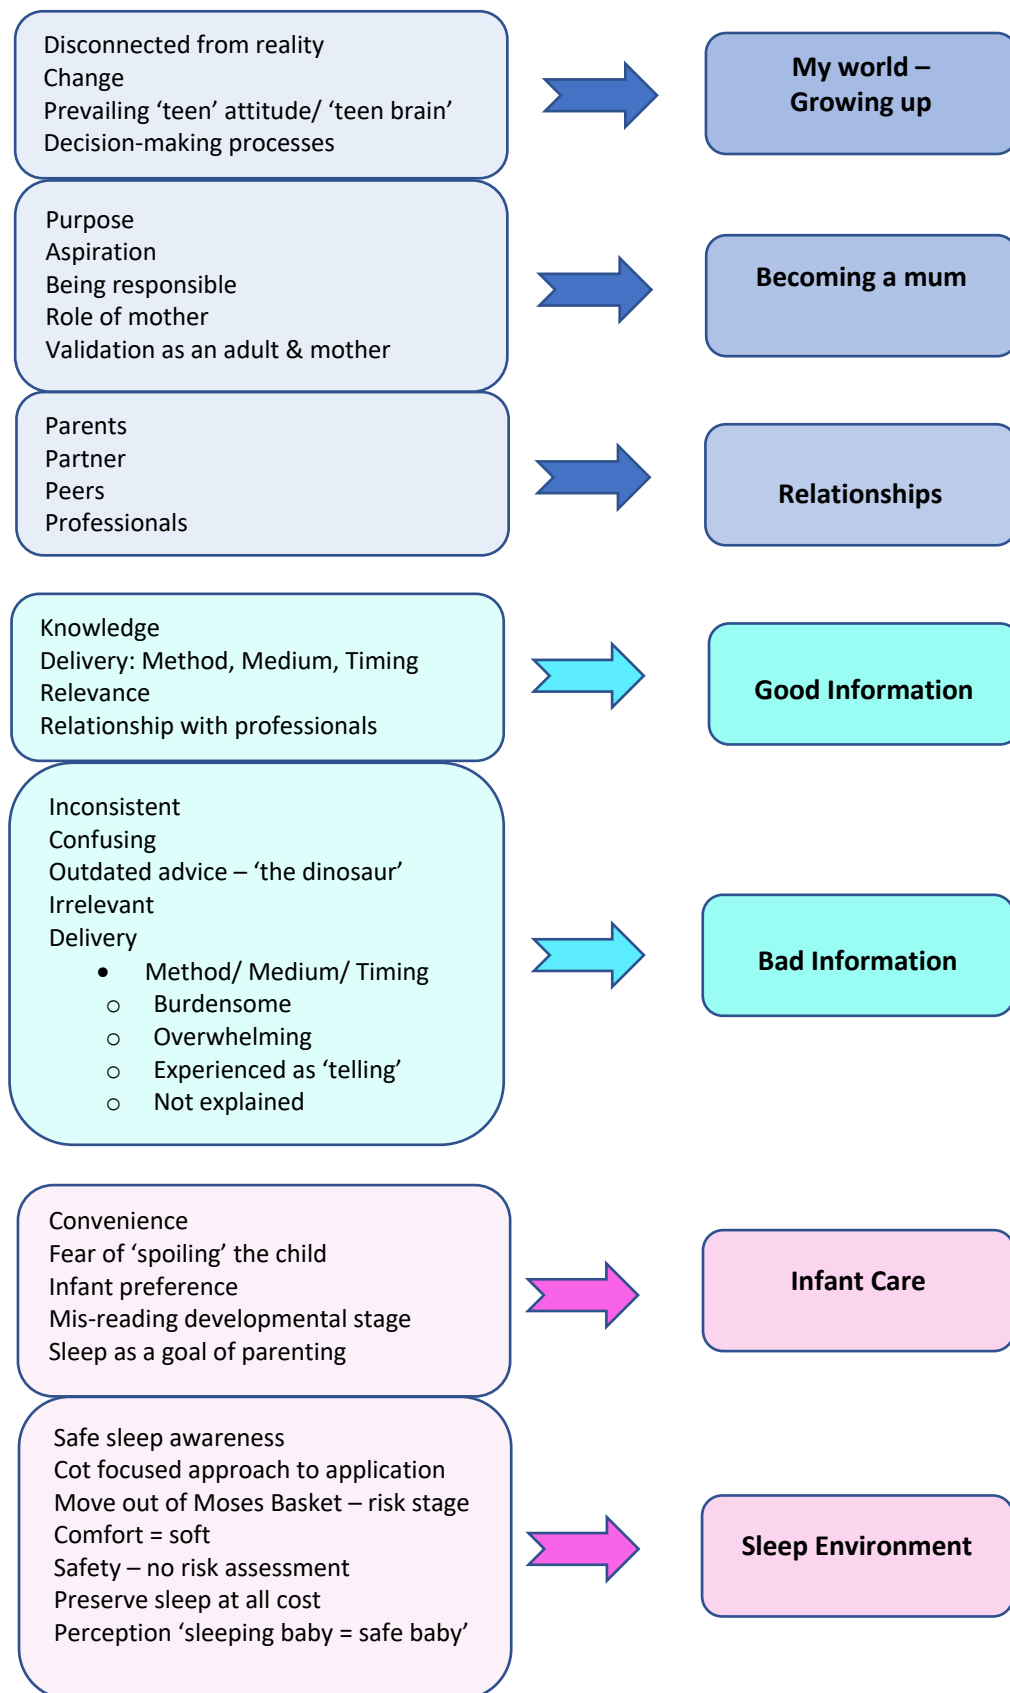 Disconnected from reality
Change
Prevailing ‘teen’ attitude/ ‘teen brain’
Decision-making processes
My world –
Growing up
Purpose
Aspiration
Being responsible
Role of mother
Validation as an adult & mother
Becoming a mum
Parents
Partner
Peers
Professionals
Relationships
Knowledge
Delivery: Method, Medium, Timing
Relevance
Relationship with professionals
Good Information
Inconsistent
Confusing
Outdated advice – ‘the dinosaur’
Irrelevant
Delivery
• Method/ Medium/ Timing
o Burdensome
o Overwhelming
o Experienced as ‘telling’
o Not explained
Bad Information
Convenience
Fear of ‘spoiling’ the child
Infant preference
Mis-reading developmental stage
Sleep as a goal of parenting
Infant Care
Safe sleep awareness
Cot focused approach to application
Move out of Moses Basket – risk stage
Comfort = soft
Safety – no risk assessment
Preserve sleep at all cost
Perception ‘sleeping baby = safe baby’
Sleep Environment